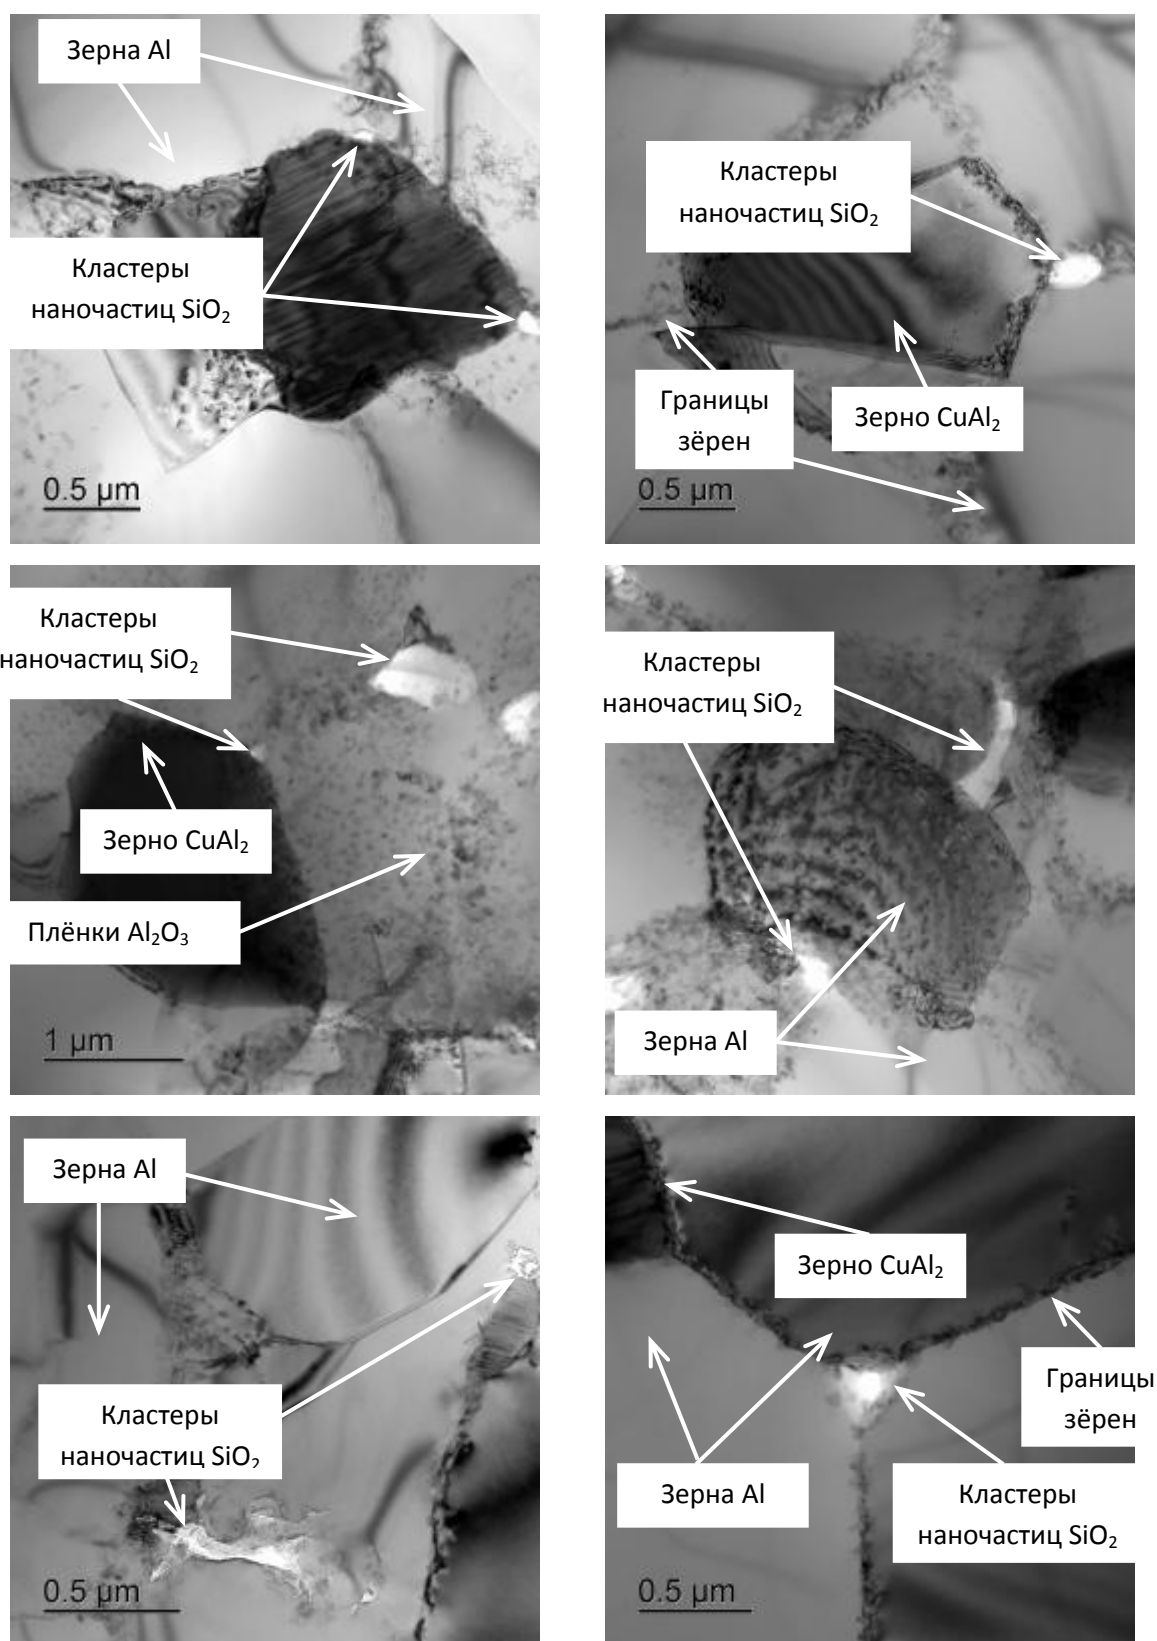 Зерна Al
Кластеры
наночастиц SiO₂
0.5 µm
Кластеры
наночастиц SiO₂
Границы
зёрен
Зерно CuAl₂
0.5 µm
Кластеры
наночастиц SiO₂
Зерно CuAl₂
Плёнки Al₂O₃
1 µm
Кластеры
наночастиц SiO₂
Зерна Al
Зерна Al
Кластеры
наночастиц SiO₂
0.5 µm
Зерно CuAl₂
Границы
зёрен
Зерна Al
Кластеры
наночастиц SiO₂
0.5 µm